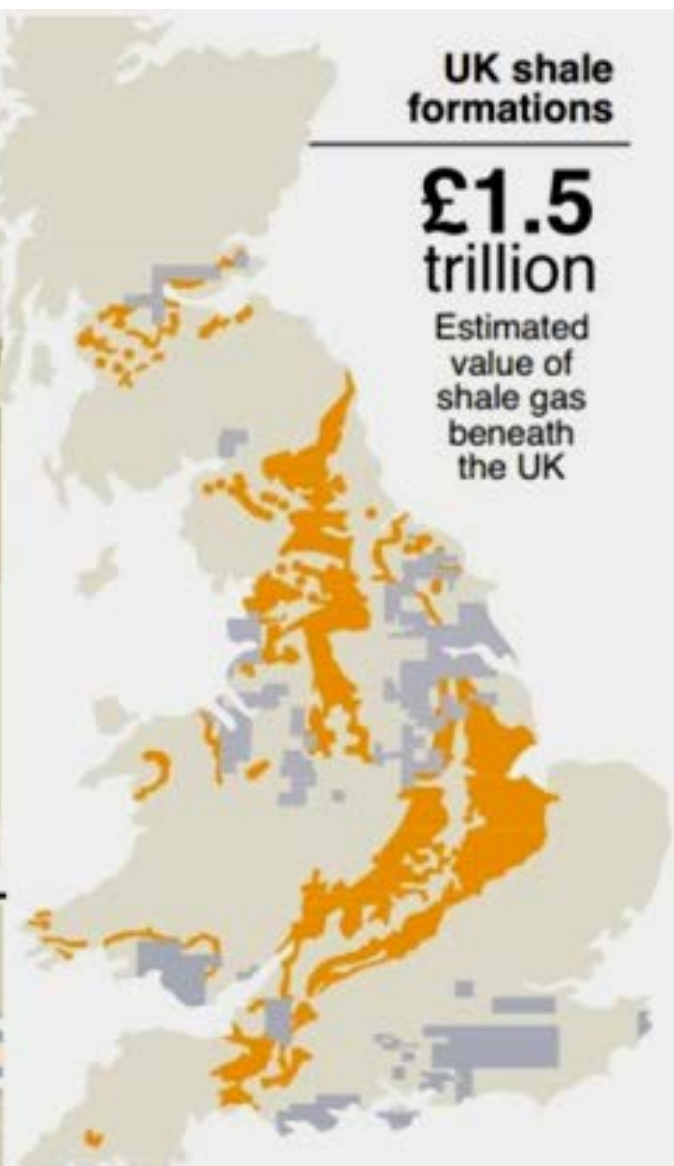 UK shale
formations
£1.5
trillion
Estimated
value of
shale gas
beneath
the UK